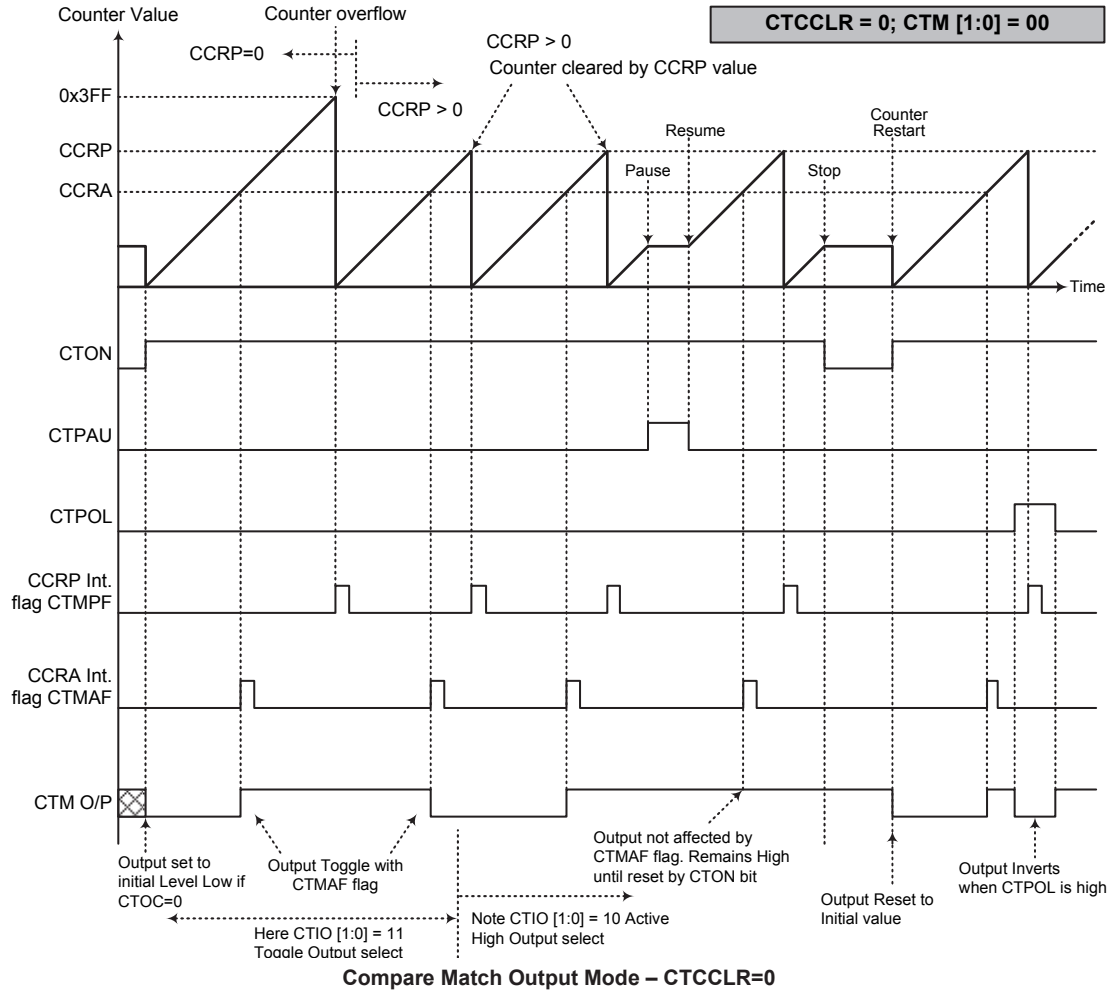 Counter Value
Counter overflow
CTCCLR = 0; CTM [1:0] = 00
CCRP=0
CCRP > 0
CCRP > 0
Counter cleared by CCRP value
0x3FF
CCRP
CCRA
Pause
Resume
Stop
Counter
Restart
Time
CTON
CTPAU
CTPOL
CCRP Int.
flag CTMPF
CCRA Int.
flag CTMAF
CTM O/P
Output set to
initial Level Low if
CTOC=0
Output Toggle with
CTMAF flag
Here CTIO [1:0] = 11
Toggle Output select
Note CTIO [1:0] = 10 Active
High Output select
Output not affected by
CTMAF flag. Remains High
until reset by CTON bit
Output Reset to
Initial value
Output Inverts
when CTPOL is high
Compare Match Output Mode – CTCCLR=0